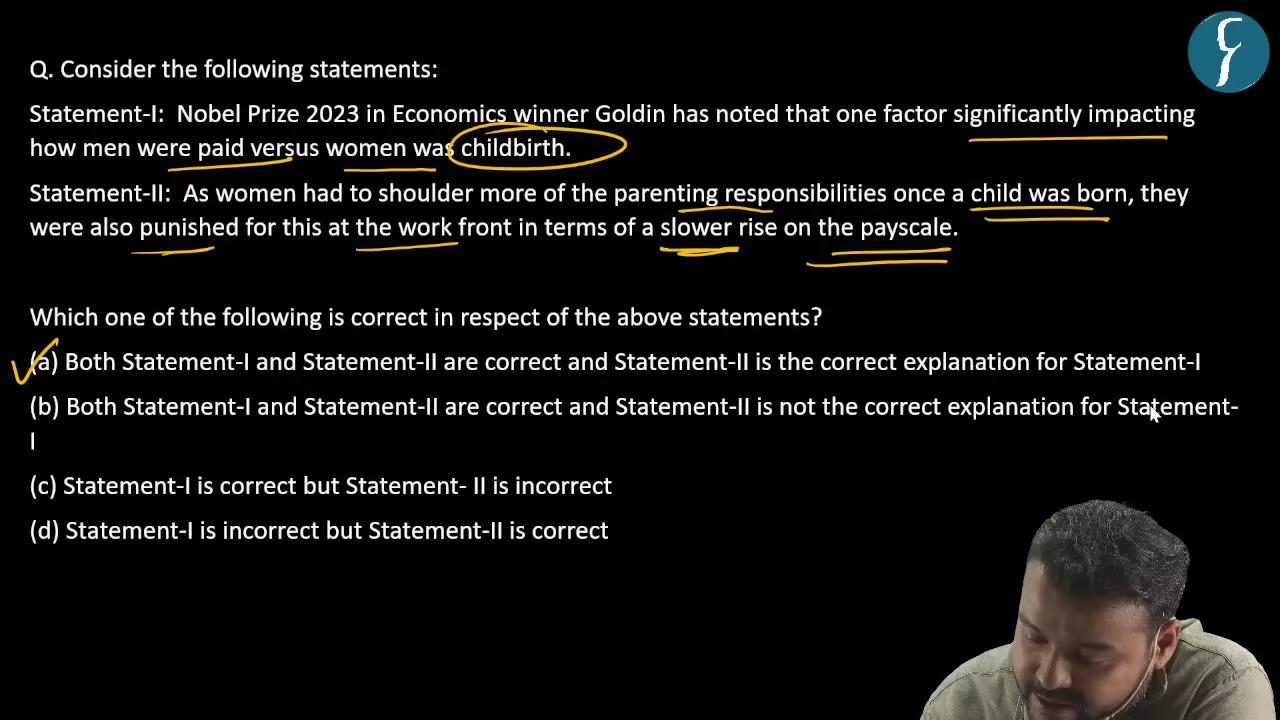 Q. Consider the following statements:
Statement-I:  Nobel Prize 2023 in Economics winner Goldin has noted that one factor significantly impacting
how men were paid versus women was childbirth.
Statement-II:  As women had to shoulder more of the parenting responsibilities once a child was born, they
were also punished for this at the work front in terms of a slower rise on the payscale.
Which one of the following is correct in respect of the above statements?
(a) Both Statement-I and Statement-II are correct and Statement-II is the correct explanation for Statement-I
(b) Both Statement-I and Statement-II are correct and Statement-II is not the correct explanation for Statement-
I
(c) Statement-I is correct but Statement- II is incorrect
(d) Statement-I is incorrect but Statement-II is correct